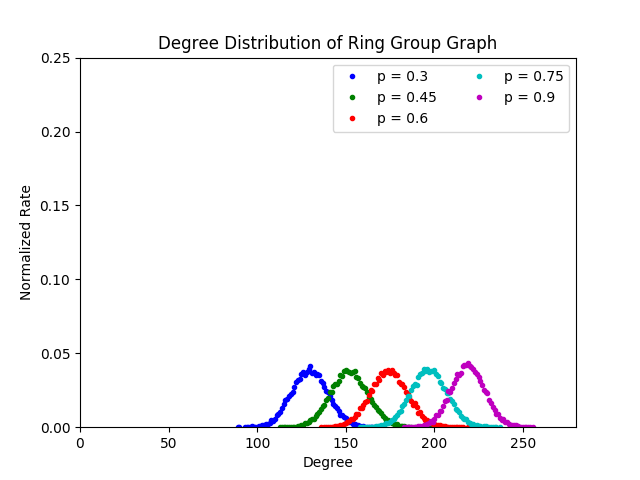 Degree Distribution of Ring Group Graph
0.25
0.20
0.15
0.10
0.05
0.00
Normalized Rate
p = 0.3
p = 0.45
p = 0.6
p = 0.75
p = 0.9
0 50 100 150 200 250
Degree